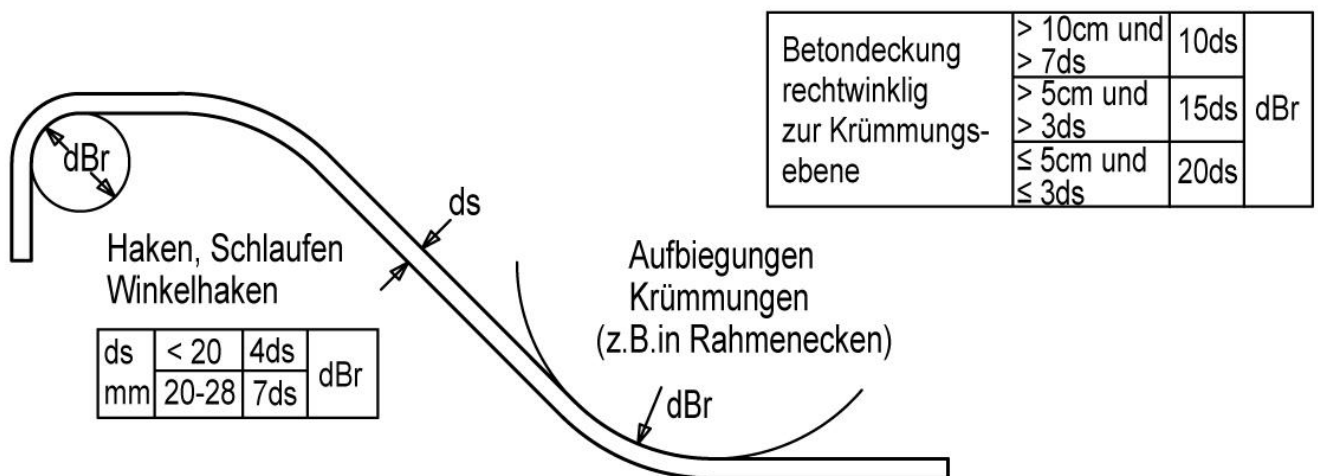 Betondeckung
rechtwinklig
zur Krümmungs-
ebene
> 10cm und
> 7ds
10ds
> 5cm und
> 3ds
15ds
≤ 5cm und
≤ 3ds
20ds
dBr
dBr
ds
Haken, Schlaufen
Winkelhaken
ds
mm
< 20
4ds
20-28
7ds
dBr
Aufbiegungen
Krümmungen
(z.B.in Rahmenecken)
dBr